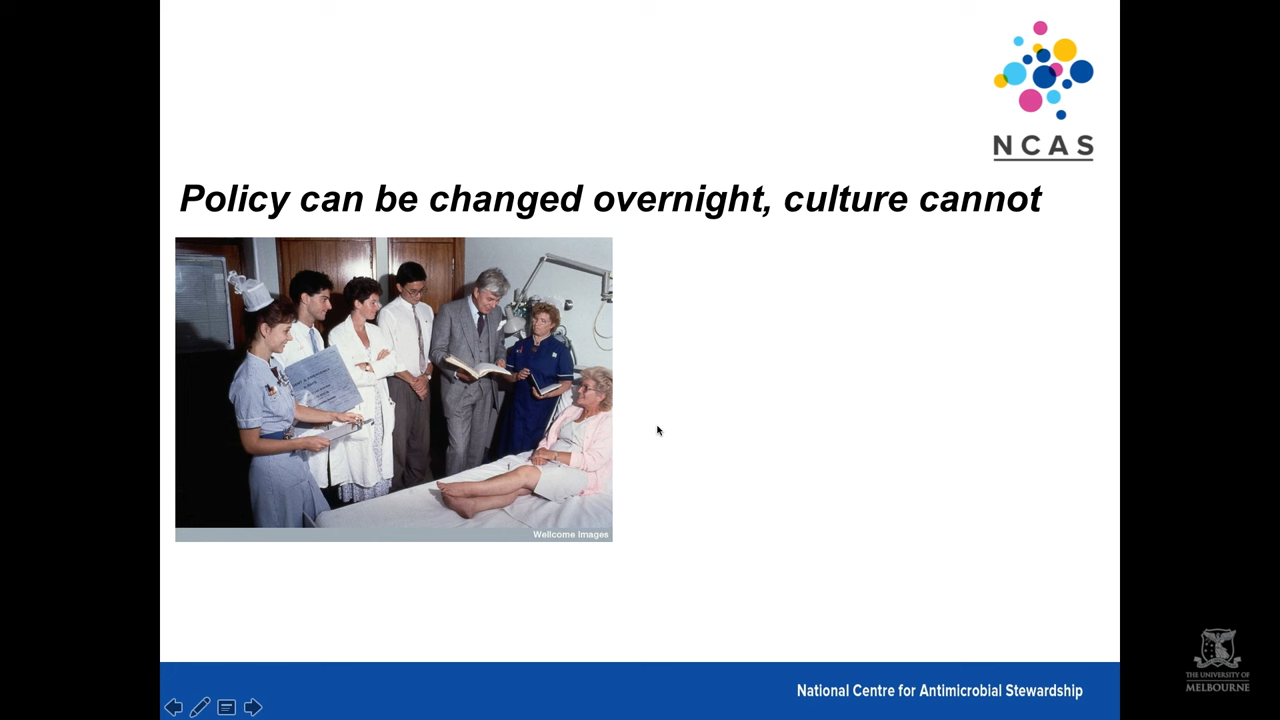 NCAS
Policy can be changed overnight, culture cannot
Wellcome Images
National Centre for Antimicrobial Stewardship
THE UNIVERSITY OF
MELBOURNE